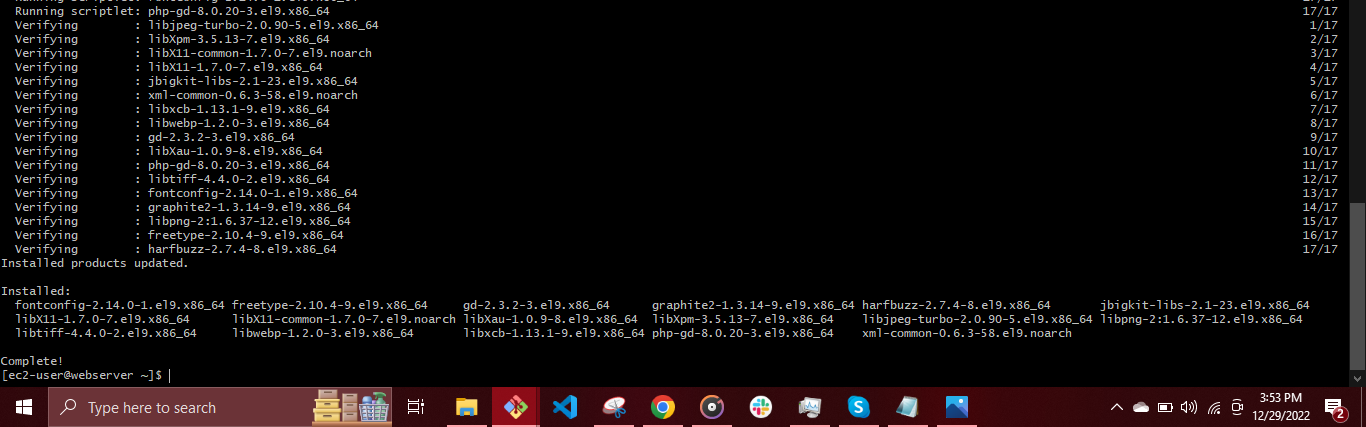 Running scriptlet: php-gd-8.0.20-3.el9.x86_64 17/17
Verifying : libjpeg-turbo-2.0.90-5.el9.x86_64 1/17
Verifying : libXpm-3.5.13-7.el9.x86_64 2/17
Verifying : libX11-common-1.7.0-7.el9.noarch 3/17
Verifying : libX11-1.7.0-7.el9.x86_64 4/17
Verifying : jbigkit-libs-2.1-23.el9.x86_64 5/17
Verifying : xml-common-0.6.3-58.el9.noarch 6/17
Verifying : libxcb-1.13.1-9.el9.x86_64 7/17
Verifying : libwebp-1.2.0-3.el9.x86_64 8/17
Verifying : gd-2.3.2-3.el9.x86_64 9/17
Verifying : libXau-1.0.9-8.el9.x86_64 10/17
Verifying : php-gd-8.0.20-3.el9.x86_64 11/17
Verifying : libtiff-4.4.0-2.el9.x86_64 12/17
Verifying : fontconfig-2.14.0-1.el9.x86_64 13/17
Verifying : graphite2-1.3.14-9.el9.x86_64 14/17
Verifying : libpng-2:1.6.37-12.el9.x86_64 15/17
Verifying : freetype-2.10.4-9.el9.x86_64 16/17
Verifying : harfbuzz-2.7.4-8.el9.x86_64 17/17
Installed products updated.
Installed:
fontconfig-2.14.0-1.el9.x86_64 freetype-2.10.4-9.el9.x86_64 gd-2.3.2-3.el9.x86_64 graphite2-1.3.14-9.el9.x86_64 harfbuzz-2.7.4-8.el9.x86_64 jbigkit-libs-2.1-23.el9.x86_64
libX11-1.7.0-7.el9.x86_64 libX11-common-1.7.0-7.el9.noarch libXau-1.0.9-8.el9.x86_64 libXpm-3.5.13-7.el9.x86_64 libjpeg-turbo-2.0.90-5.el9.x86_64 libpng-2:1.6.37-12.el9.x86_64
libtiff-4.4.0-2.el9.x86_64 libwebp-1.2.0-3.el9.x86_64 libxcb-1.13.1-9.el9.x86_64 php-gd-8.0.20-3.el9.x86_64 xml-common-0.6.3-58.el9.noarch
Complete!
[ec2-user@webserver ~]$
Type here to search
3:53 PM
12/29/2022
2